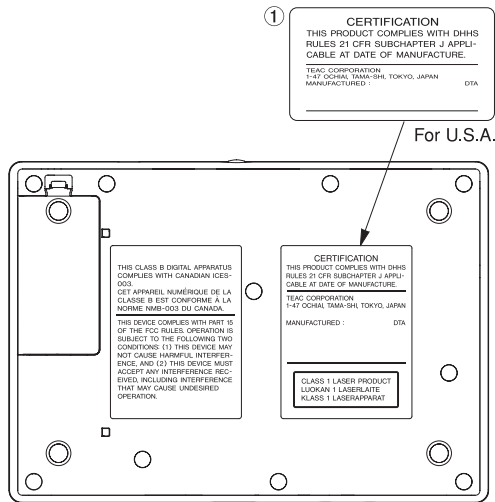 ①
CERTIFICATION
THIS PRODUCT COMPLIES WITH DHHS
RULES 21 CFR SUBCHAPTER J APPLI-
CABLE AT DATE OF MANUFACTURE.
TEAC CORPORATION
1-47 OCHIAI, TAMA-SHI, TOKYO, JAPAN
MANUFACTURED : DTA
For U.S.A.
THIS CLASS B DIGITAL APPARATUS
COMPLIES WITH CANADIAN ICES-
003.
CET APPAREIL NUMÉRIQUE DE LA
CLASSE B EST CONFORME À LA
NORME NMB-003 DU CANADA.
THIS DEVICE COMPLIES WITH PART 15
OF THE FCC RULES. OPERATION IS
SUBJECT TO THE FOLLOWING TWO
CONDITIONS: (1) THIS DEVICE MAY
NOT CAUSE HARMFUL INTERFER-
ENCE, AND (2) THIS DEVICE MUST
ACCEPT ANY INTERFERENCE REC-
EIVED, INCLUDING INTERFERENCE
THAT MAY CAUSE UNDESIRED
OPERATION.
CERTIFICATION
THIS PRODUCT COMPLIES WITH DHHS
RULES 21 CFR SUBCHAPTER J APPLI-
CABLE AT DATE OF MANUFACTURE.
TEAC CORPORATION
1-47 OCHIAI, TAMA-SHI, TOKYO, JAPAN
MANUFACTURED : DTA
CLASS 1 LASER PRODUCT
LUOKAN 1 LASERLAITE
KLASS 1 LASERAPPARAT